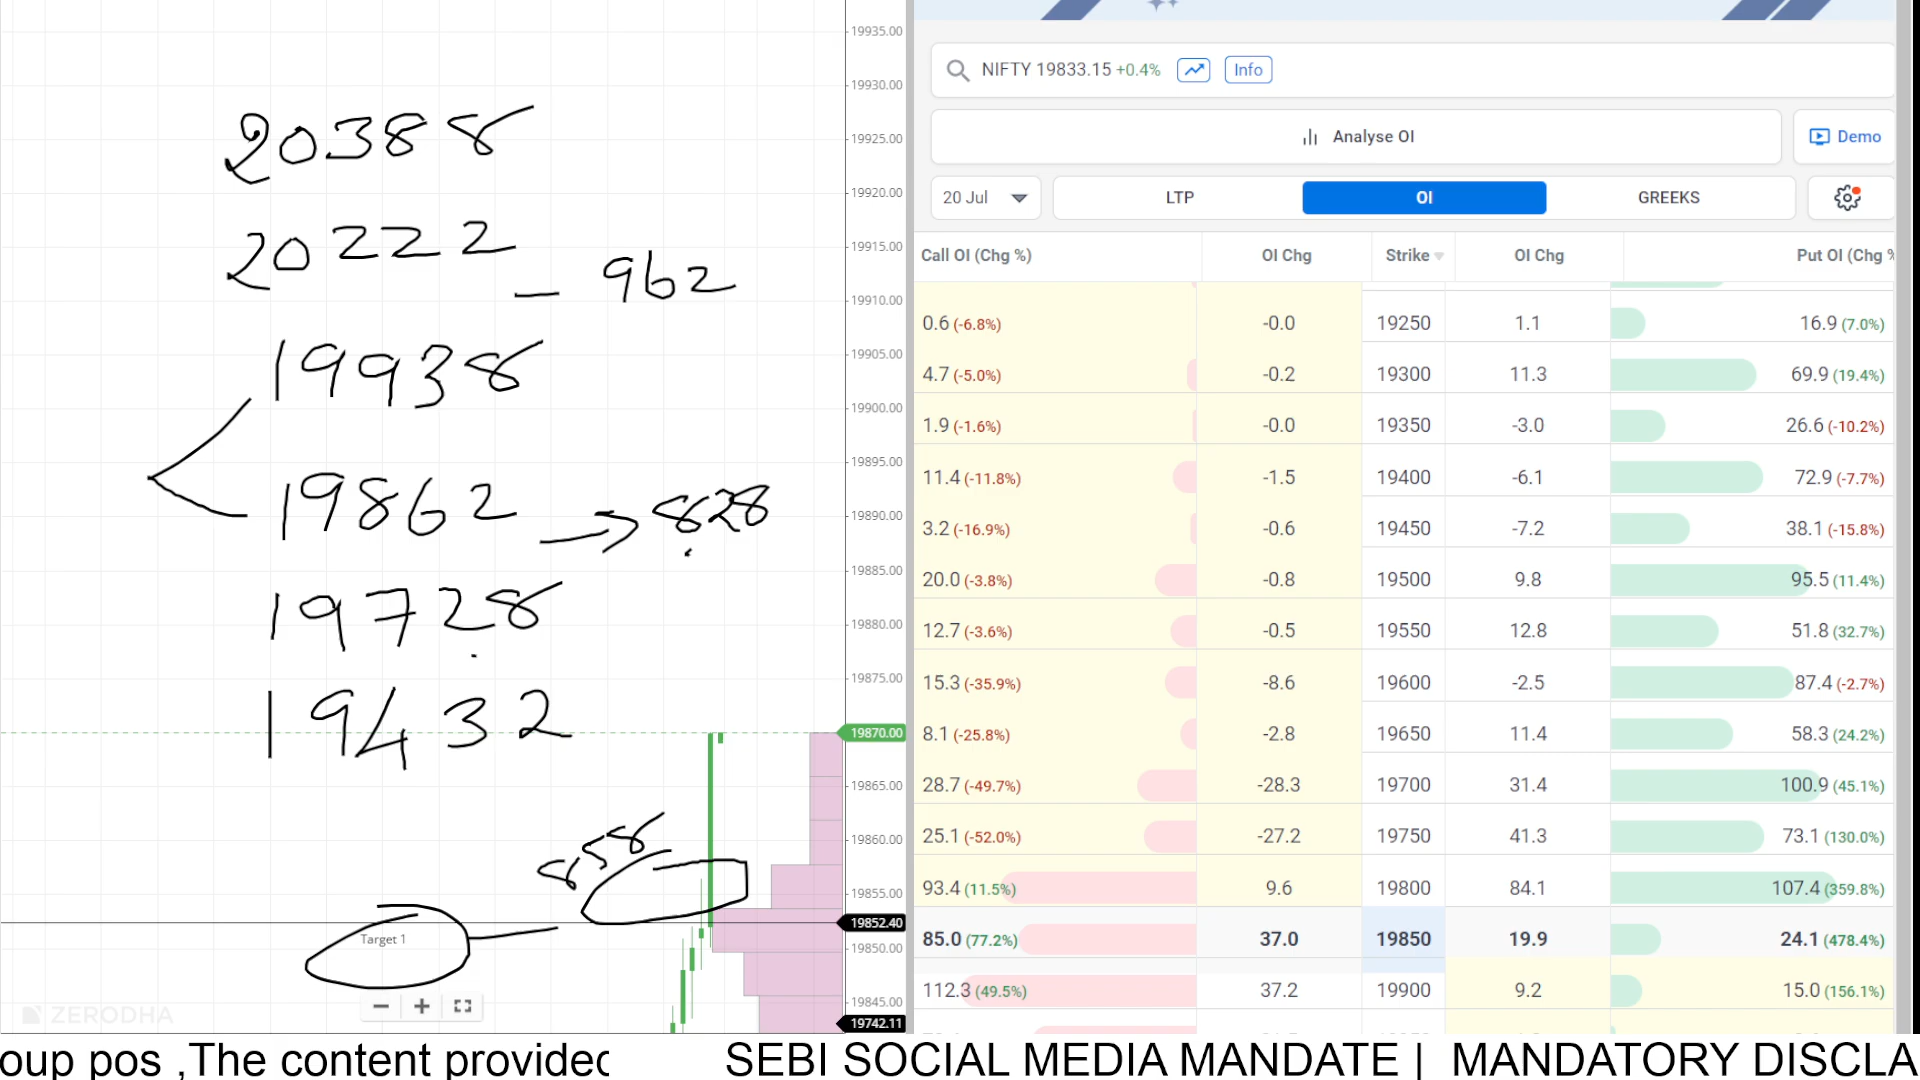 19935.00
19930.00
19925.00
19920.00
19915.00
19910.00
19905.00
19900.00
19895.00
19890.00
19885.00
19880.00
19875.00
19870.00
19865.00
19860.00
19855.00
19852.40
19850.00
19845.00
19742.11
20388
20222 - 962
19938
19862 → 828
19728
19432
858
Target 1
− +
ZERODHA
NIFTY 19833.15 +0.4% Info
Analyse OI Demo
20 Jul LTP OI GREEKS
Call OI (Chg %) OI Chg Strike OI Chg Put OI (Chg %
0.6 (-6.8%) -0.0 19250 1.1 16.9 (7.0%)
4.7 (-5.0%) -0.2 19300 11.3 69.9 (19.4%)
1.9 (-1.6%) -0.0 19350 -3.0 26.6 (-10.2%)
11.4 (-11.8%) -1.5 19400 -6.1 72.9 (-7.7%)
3.2 (-16.9%) -0.6 19450 -7.2 38.1 (-15.8%)
20.0 (-3.8%) -0.8 19500 9.8 95.5 (11.4%)
12.7 (-3.6%) -0.5 19550 12.8 51.8 (32.7%)
15.3 (-35.9%) -8.6 19600 -2.5 87.4 (-2.7%)
8.1 (-25.8%) -2.8 19650 11.4 58.3 (24.2%)
28.7 (-49.7%) -28.3 19700 31.4 100.9 (45.1%)
25.1 (-52.0%) -27.2 19750 41.3 73.1 (130.0%)
93.4 (11.5%) 9.6 19800 84.1 107.4 (359.8%)
85.0 (77.2%) 37.0 19850 19.9 24.1 (478.4%)
112.3 (49.5%) 37.2 19900 9.2 15.0 (156.1%)
oup pos ,The content provided SEBI SOCIAL MEDIA MANDATE | MANDATORY DISCLA